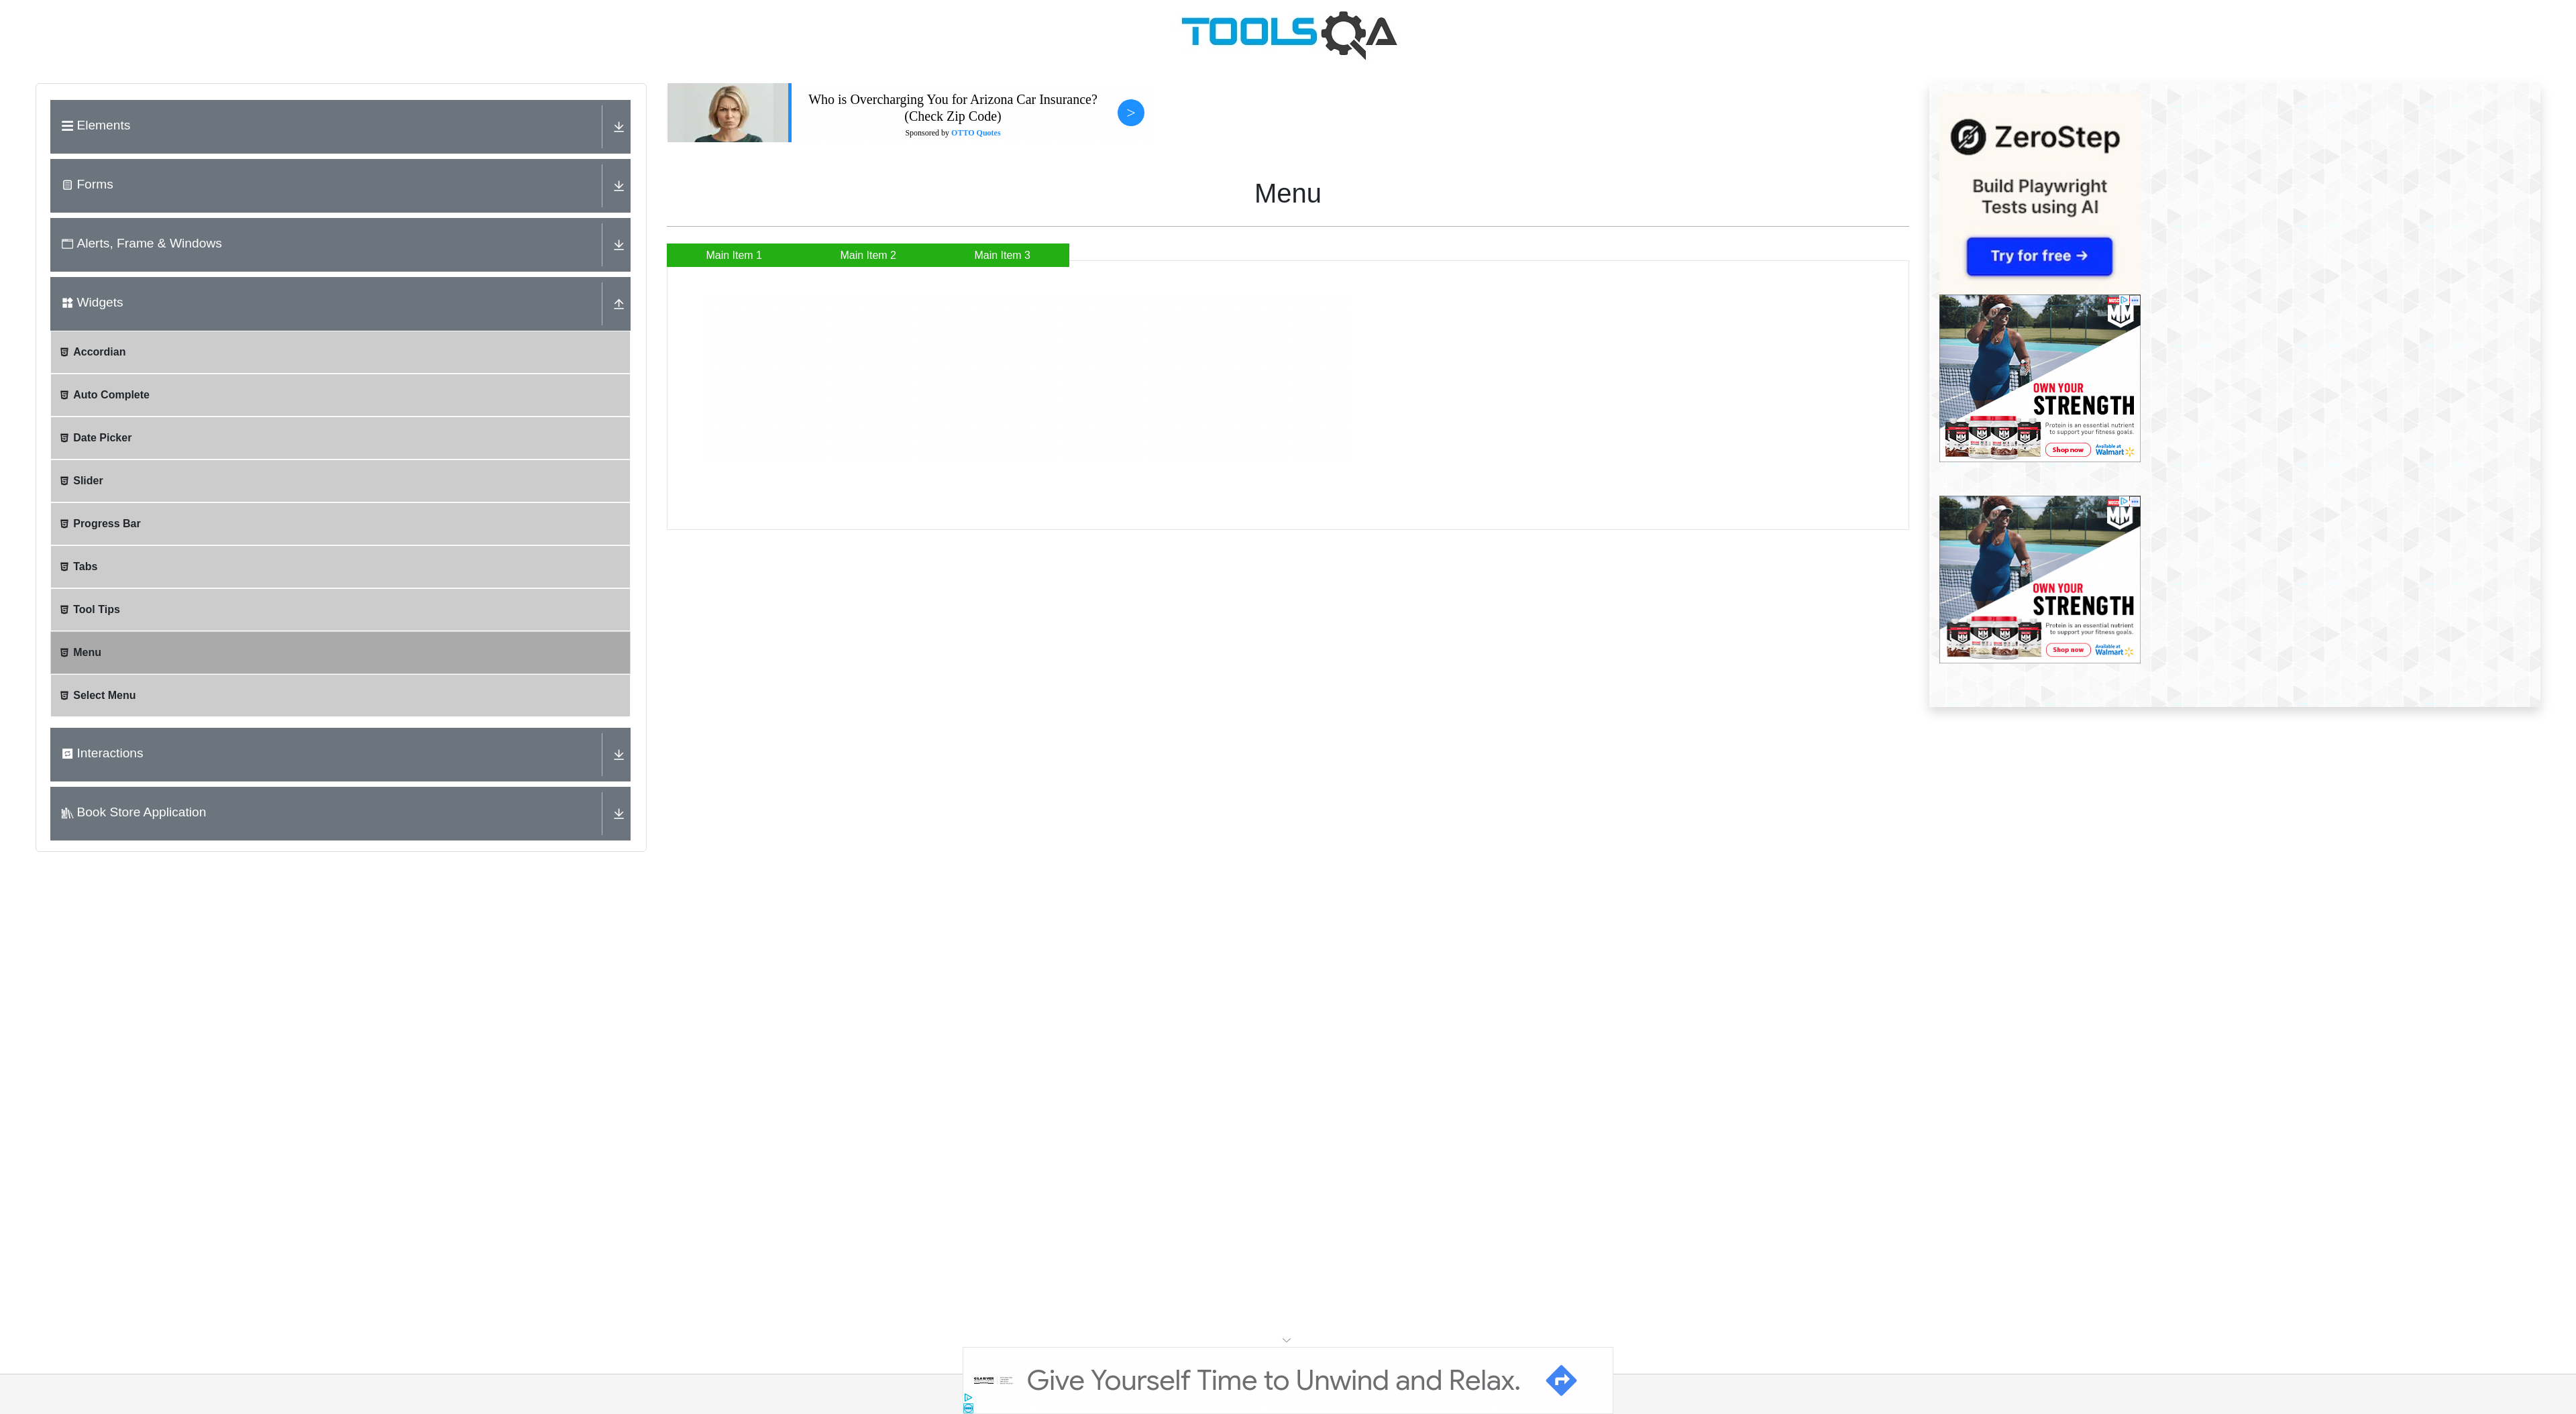 TOOLSQA
Elements
Forms
Alerts, Frame & Windows
Widgets
Accordian
Auto Complete
Date Picker
Slider
Progress Bar
Tabs
Tool Tips
Menu
Select Menu
Interactions
Book Store Application
Who is Overcharging You for Arizona Car Insurance?
(Check Zip Code)
Sponsored by OTTO Quotes
>
Menu
Main Item 1
Main Item 2
Main Item 3
ZeroStep
Build Playwright
Tests using AI
Try for free →
MM
OWN YOUR
STRENGTH
Protein is an essential nutrient
to support your fitness goals.
Shop now
Available at
Walmart
MM
OWN YOUR
STRENGTH
Protein is an essential nutrient
to support your fitness goals.
Shop now
Available at
Walmart
Give Yourself Time to Unwind and Relax.